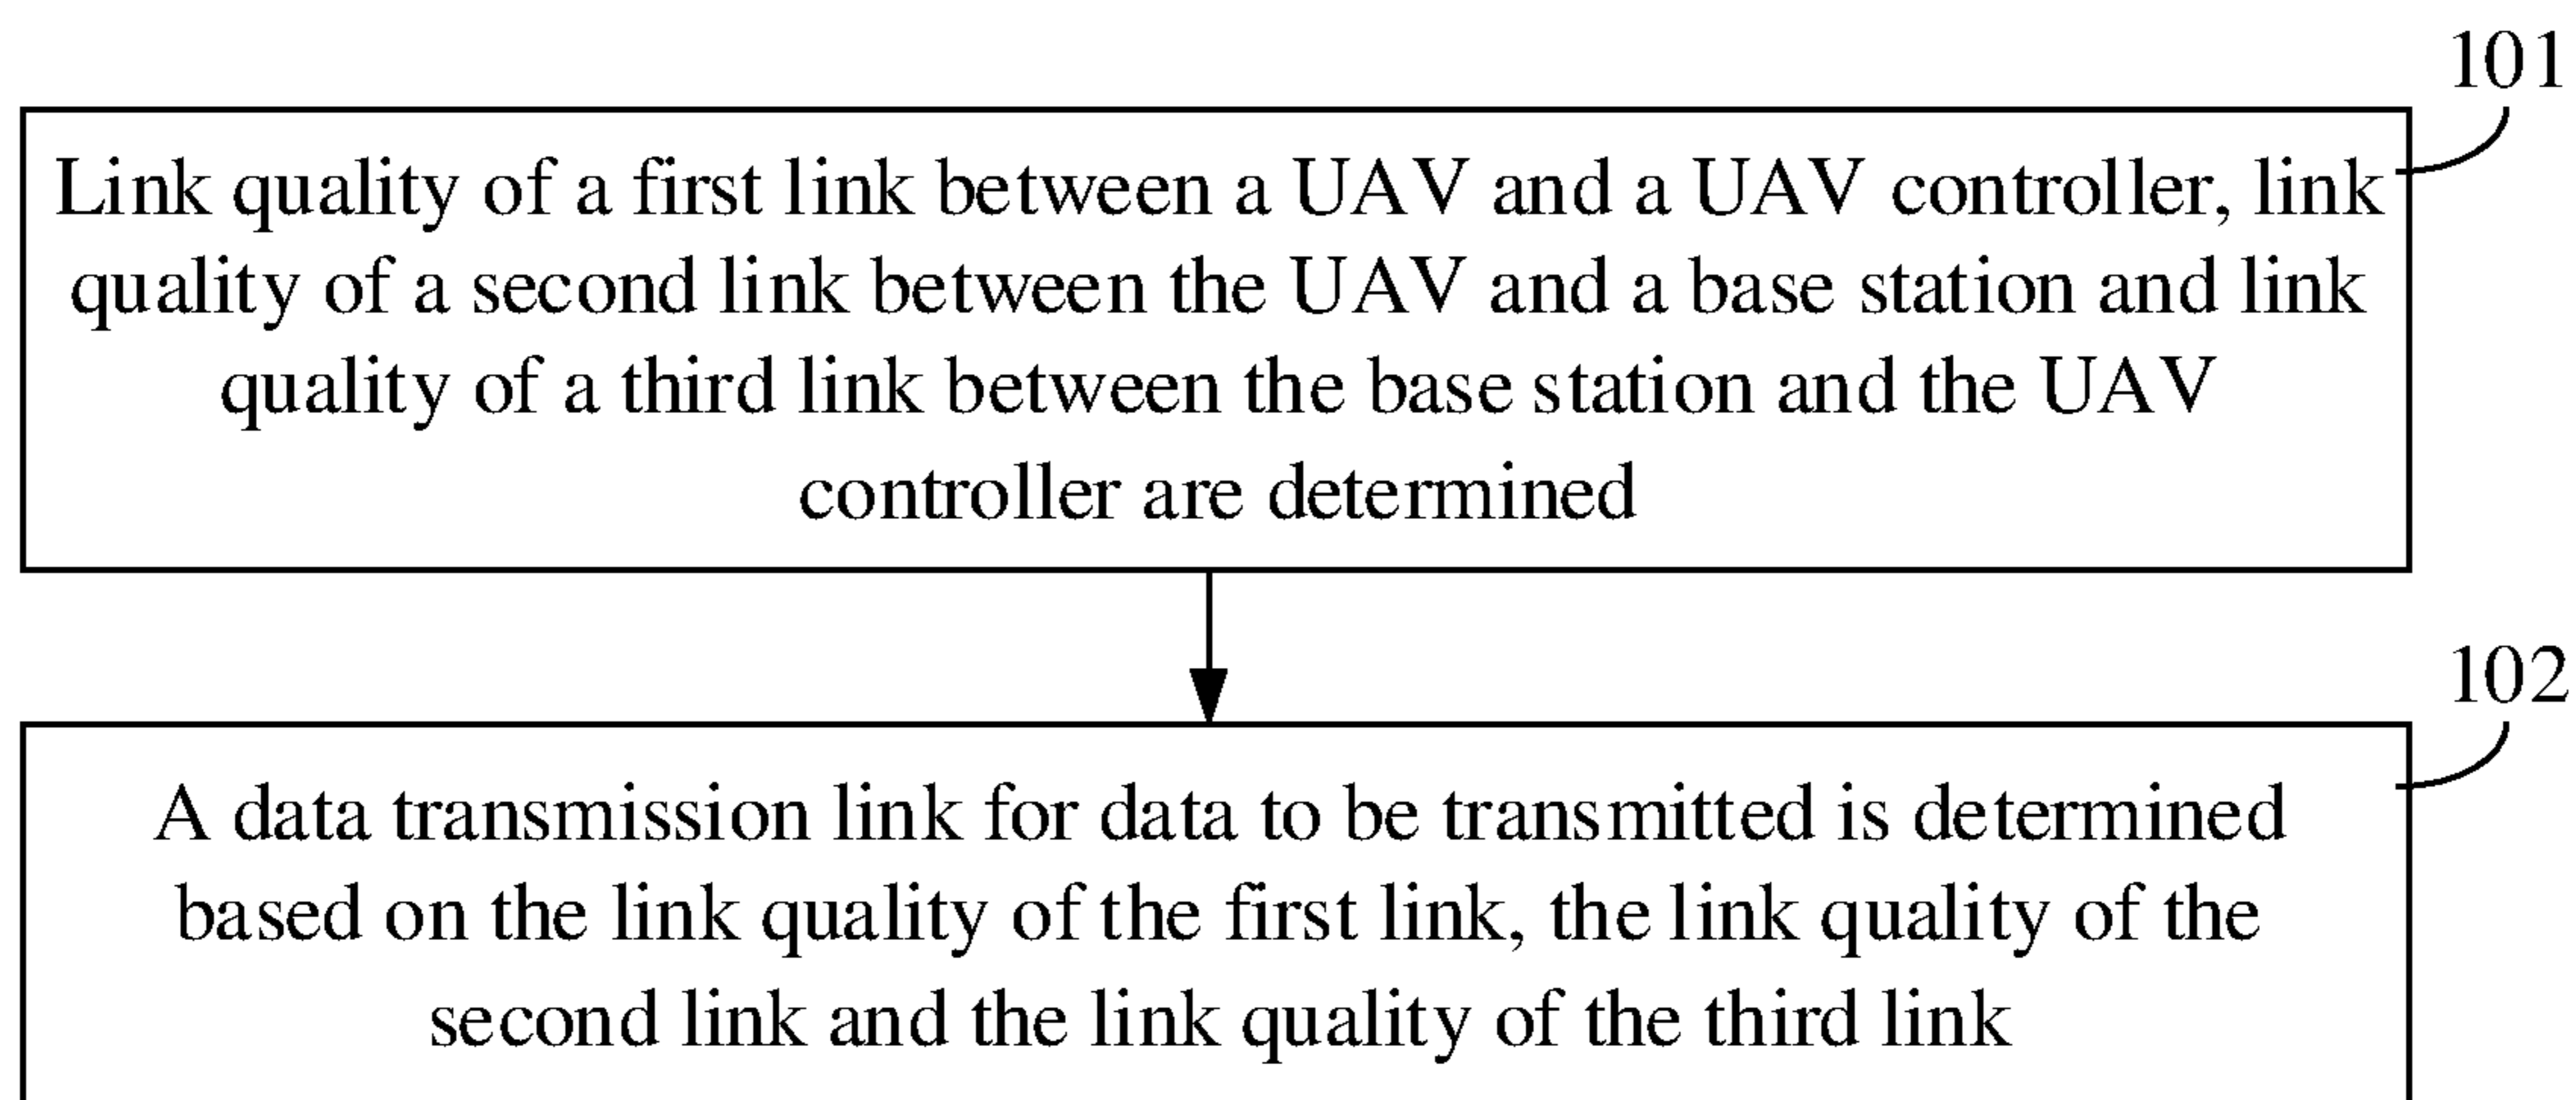 101
Link quality of a first link between a UAV and a UAV controller, link
quality of a second link between the UAV and a base station and link
quality of a third link between the base station and the UAV
controller are determined
102
A data transmission link for data to be transmitted is determined
based on the link quality of the first link, the link quality of the
second link and the link quality of the third link